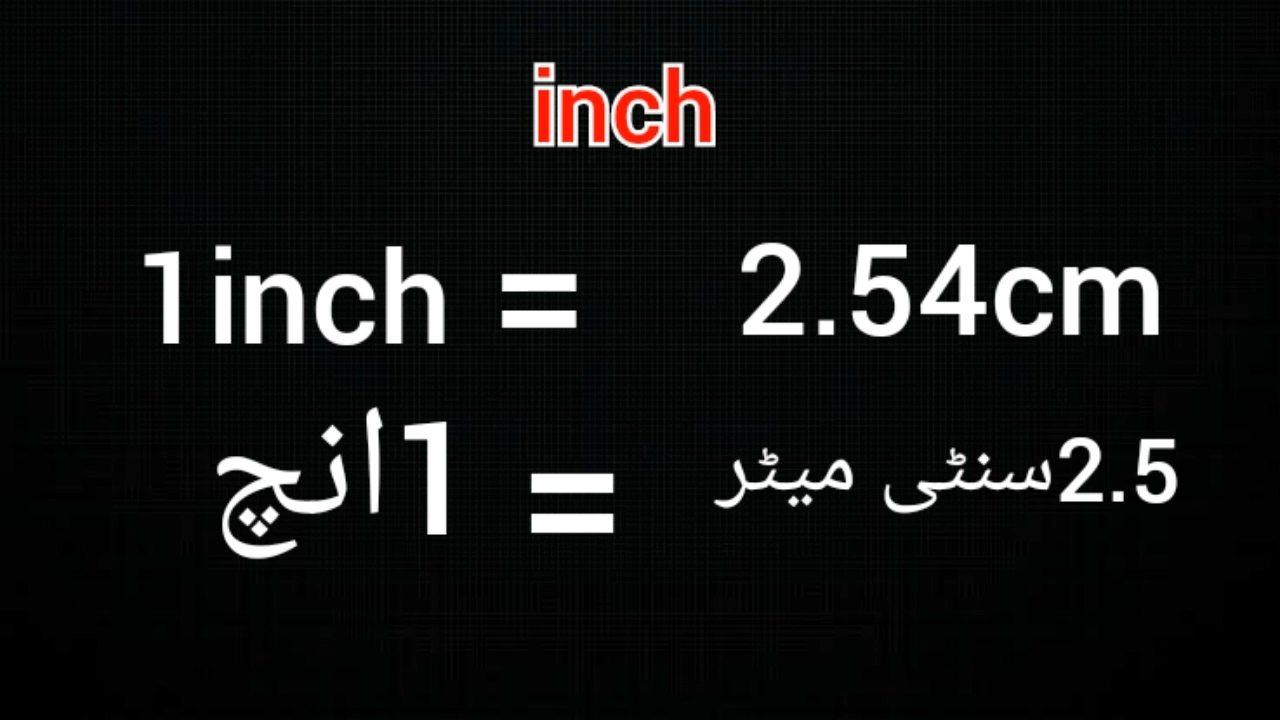 inch
1inch = 2.54cm
1انچ = 2.5سنٹی میٹر